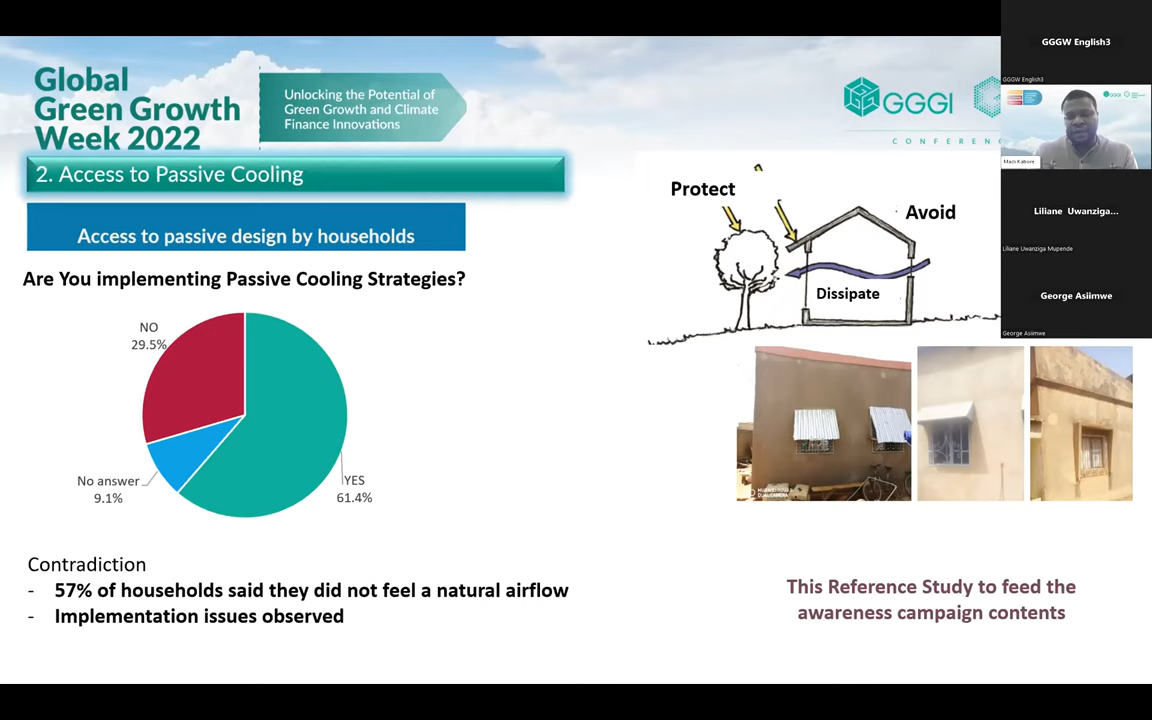 Global
Green Growth
Week 2022
Unlocking the Potential of
Green Growth and Climate
Finance Innovations
GGGI
CONFEREN
2. Access to Passive Cooling
Access to passive design by households
Are You implementing Passive Cooling Strategies?
NO
29.5%
No answer
9.1%
YES
61.4%
Protect
Avoid
Dissipate
Contradiction
- 57% of households said they did not feel a natural airflow
- Implementation issues observed
This Reference Study to feed the
awareness campaign contents
GGGW English3
GGGW English3
GGGI
Madi Kabore
Liliane Uwanziga...
Liliane Uwanziga Mupende
George Asiimwe
George Asiimwe